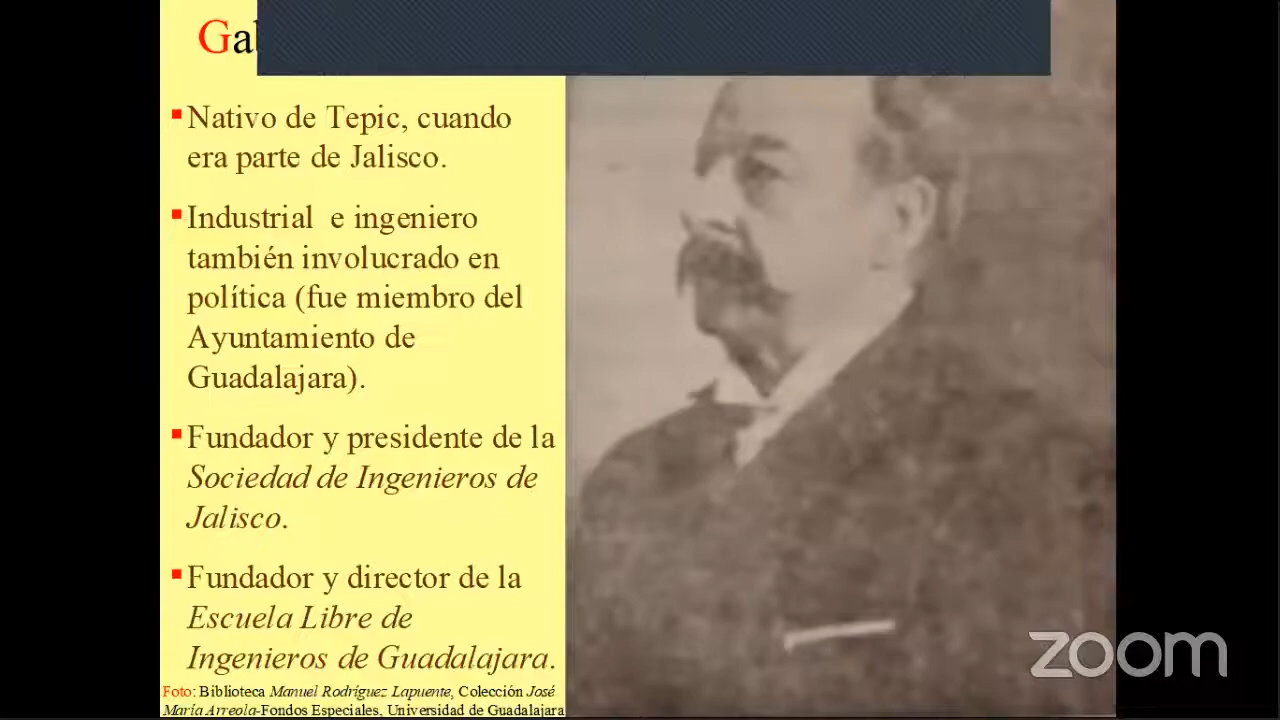 Nativo de Tepic, cuando
era parte de Jalisco.
Industrial e ingeniero
también involucrado en
política (fue miembro del
Ayuntamiento de
Guadalajara).
Fundador y presidente de la
Sociedad de Ingenieros de
Jalisco.
Fundador y director de la
Escuela Libre de
Ingenieros de Guadalajara.
Foto: Biblioteca Manuel Rodríguez Lapuente, Colección José
María Arreola-Fondos Especiales, Universidad de Guadalajara
zoom